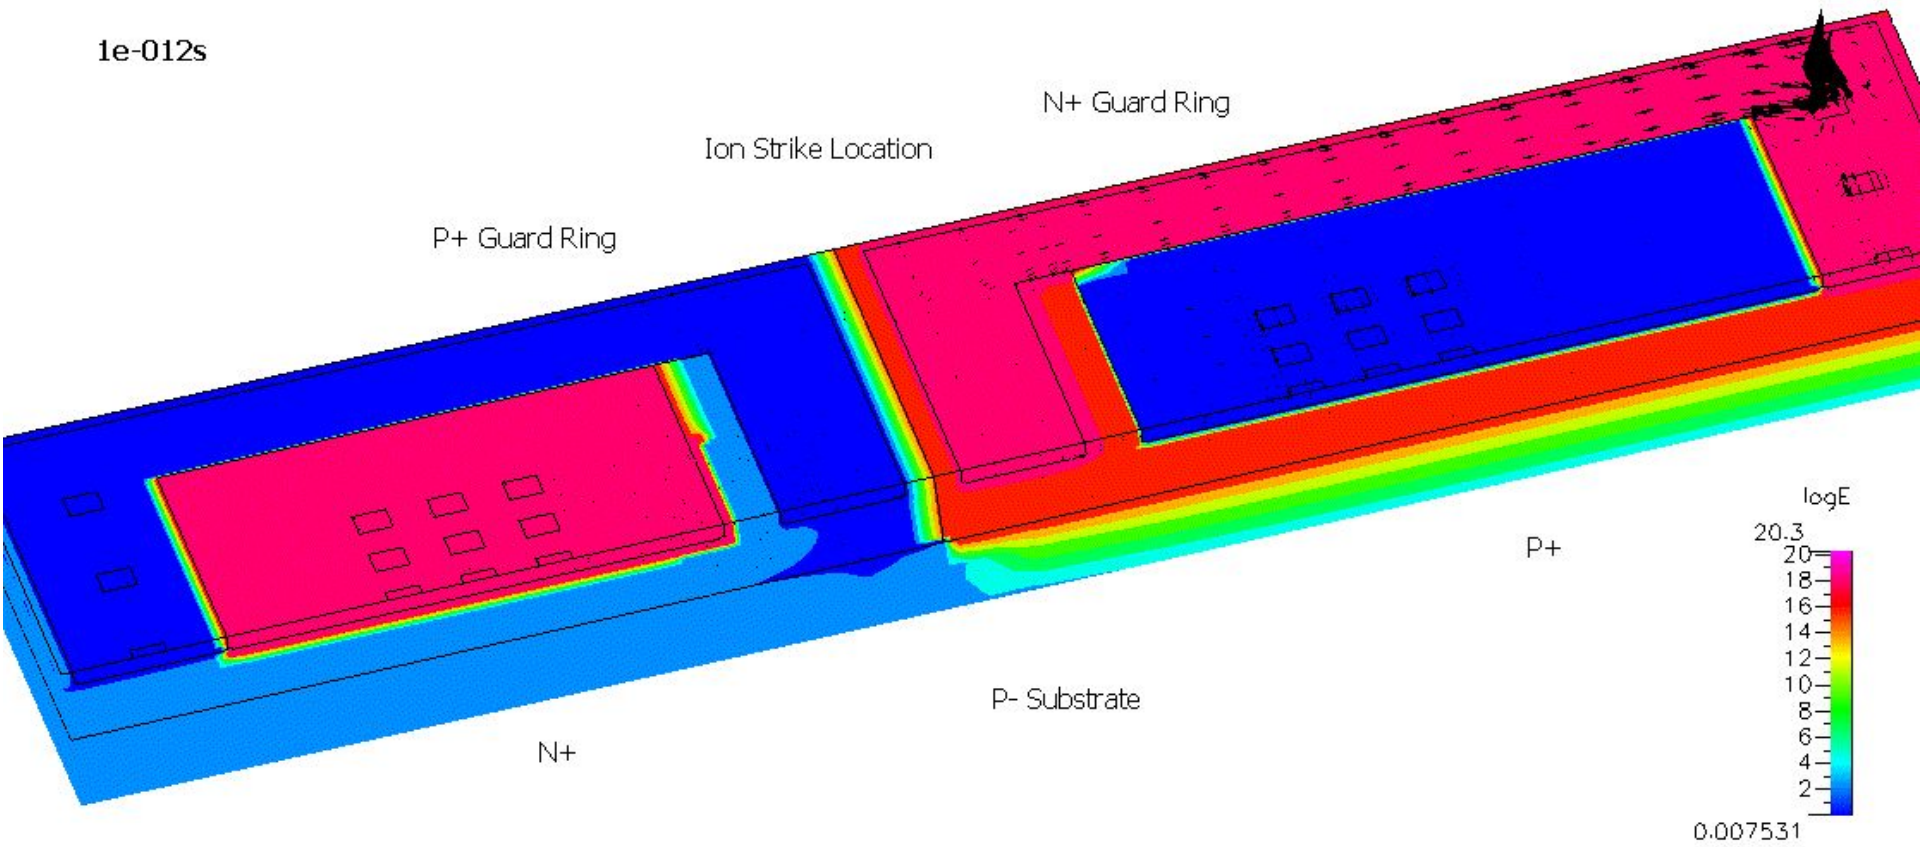 1e-012s
N+ Guard Ring
Ion Strike Location
P+ Guard Ring
logE
20.3
20
18
16
14
12
10
8
6
4
2
0.007531
P+
P- Substrate
N+